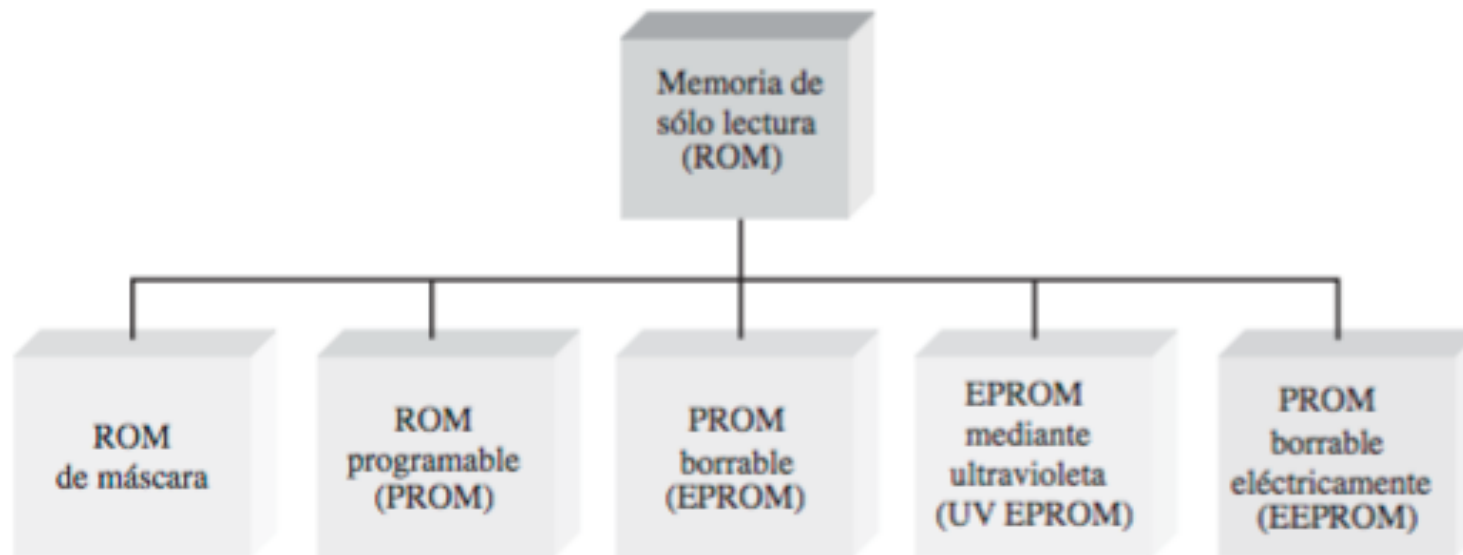 Memoria de
sólo lectura
(ROM)
ROM
de máscara
ROM
programable
(PROM)
PROM
borrable
(EPROM)
EPROM
mediante
ultravioleta
(UV EPROM)
PROM
borrable
eléctricamente
(EEPROM)